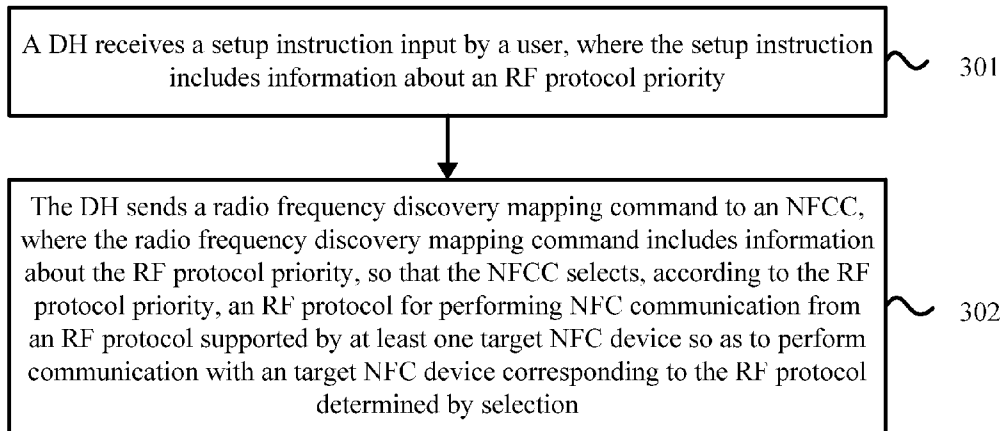 A DH receives a setup instruction input by a user, where the setup instruction
includes information about an RF protocol priority
301
The DH sends a radio frequency discovery mapping command to an NFCC,
where the radio frequency discovery mapping command includes information
about the RF protocol priority, so that the NFCC selects, according to the RF
protocol priority, an RF protocol for performing NFC communication from
an RF protocol supported by at least one target NFC device so as to perform
communication with an target NFC device corresponding to the RF protocol
determined by selection
302